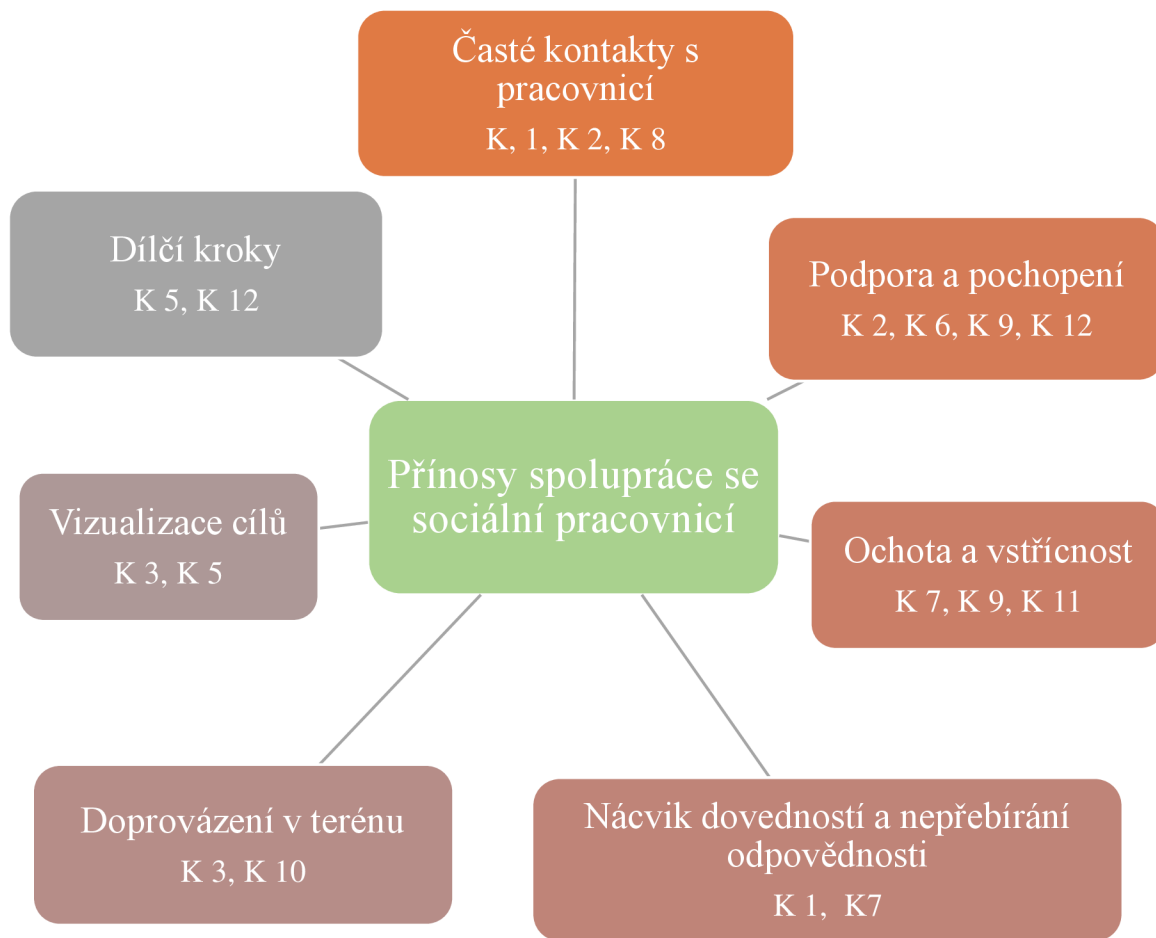 Časté kontakty s
pracovnicí
K, 1, K 2, K 8
Podpora a pochopení
K 2, K 6, K 9, K 12
Ochota a vstřícnost
K 7, K 9, K 11
Nácvik dovedností a nepřebírání
odpovědnosti
K 1, K7
Doprovázení v terénu
K 3, K 10
Vizualizace cílů
K 3, K 5
Dílčí kroky
K 5, K 12
Přínosy spolupráce se
sociální pracovnicí